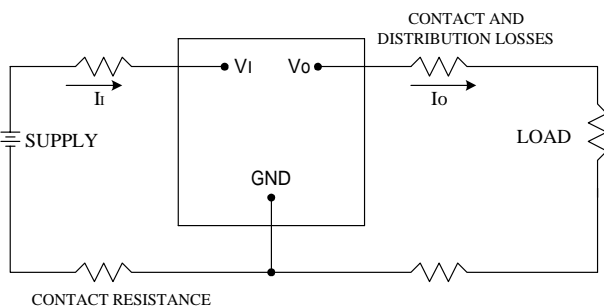 CONTACT AND
DISTRIBUTION LOSSES
VI
VO
II
IO
SUPPLY
LOAD
GND
CONTACT RESISTANCE